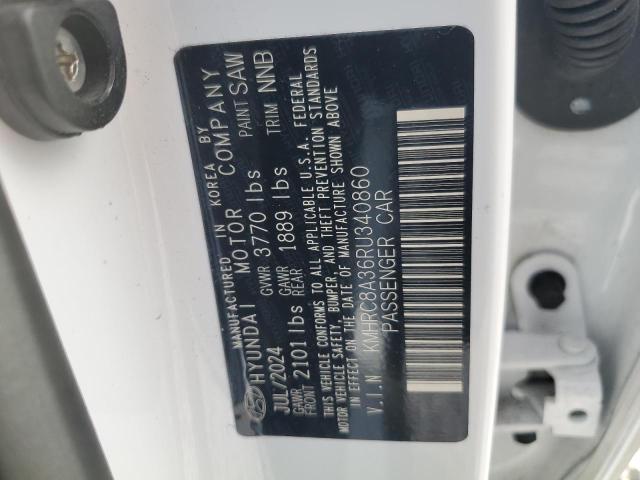 MANUFACTURED IN KOREA BY
HYUNDAI MOTOR COMPANY
JUL/2024 GVWR 3770 lbs PAINT SAW
GAWR FRONT 2101 lbs GAWR REAR 1889 lbs TRIM NNB
THIS VEHICLE CONFORMS TO ALL APPLICABLE U.S.A. FEDERAL
MOTOR VEHICLE SAFETY, BUMPER, AND THEFT PREVENTION STANDARDS
IN EFFECT ON THE DATE OF MANUFACTURE SHOWN ABOVE
V.I.N KMHRC8A36RU340860
PASSENGER CAR